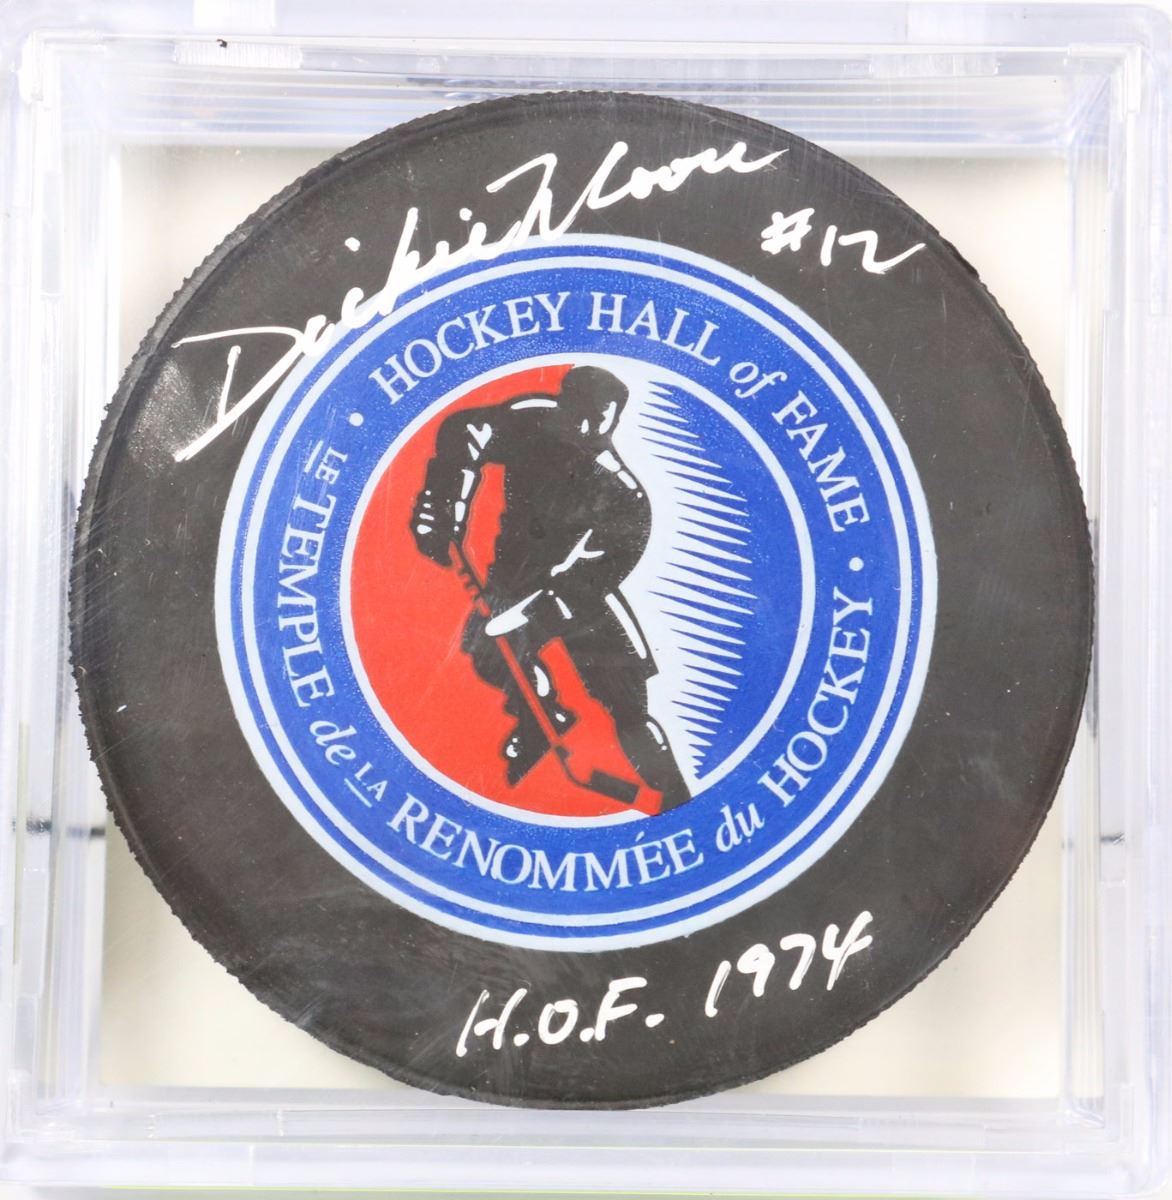 Dickie Moore
#12
HOCKEY HALL of FAME
LE TEMPLE de LA RENOMMÉE du HOCKEY
H.O.F. 1974